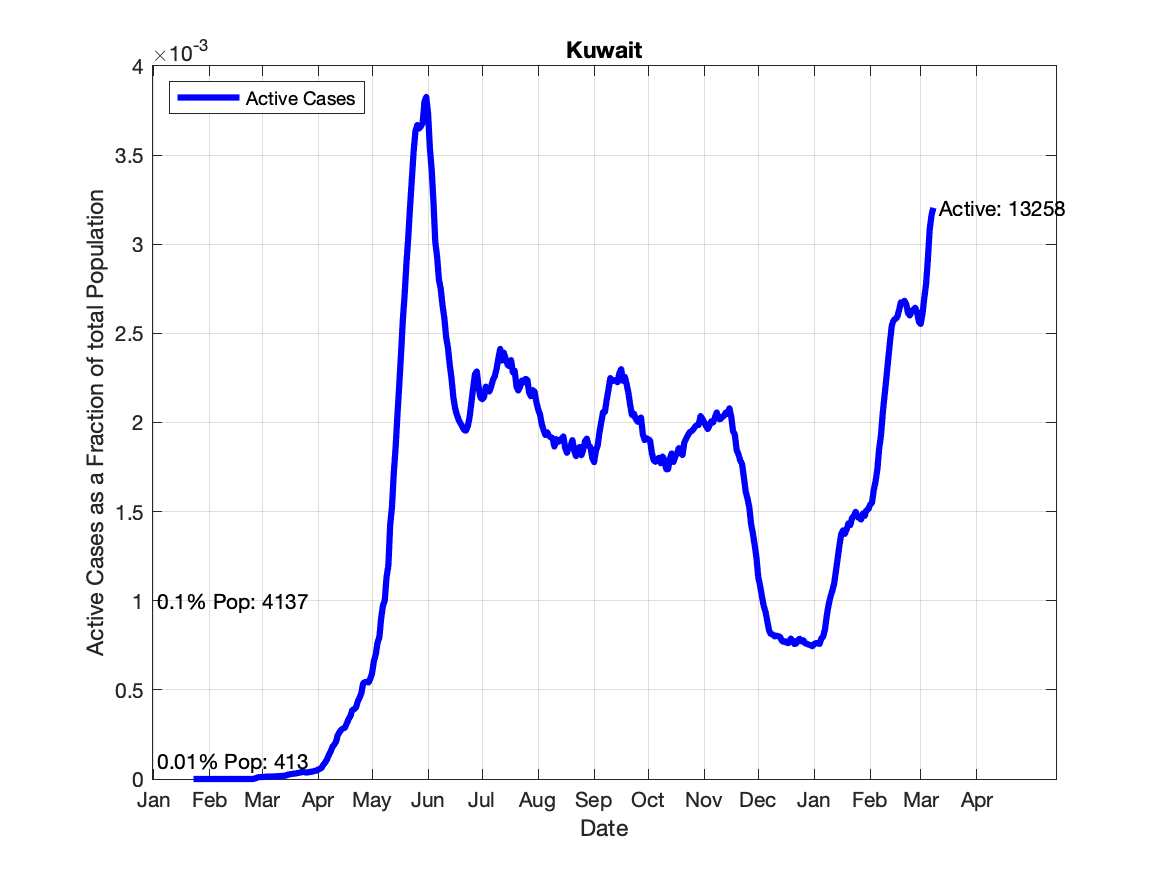 Kuwait
×10-3
Active Cases
4
3.5
3
2.5
2
1.5
1
0.5
0
Active Cases as a Fraction of total Population
Active: 13258
0.1% Pop: 4137
0.01% Pop: 413
Jan Feb Mar Apr May Jun Jul Aug Sep Oct Nov Dec Jan Feb Mar Apr
Date